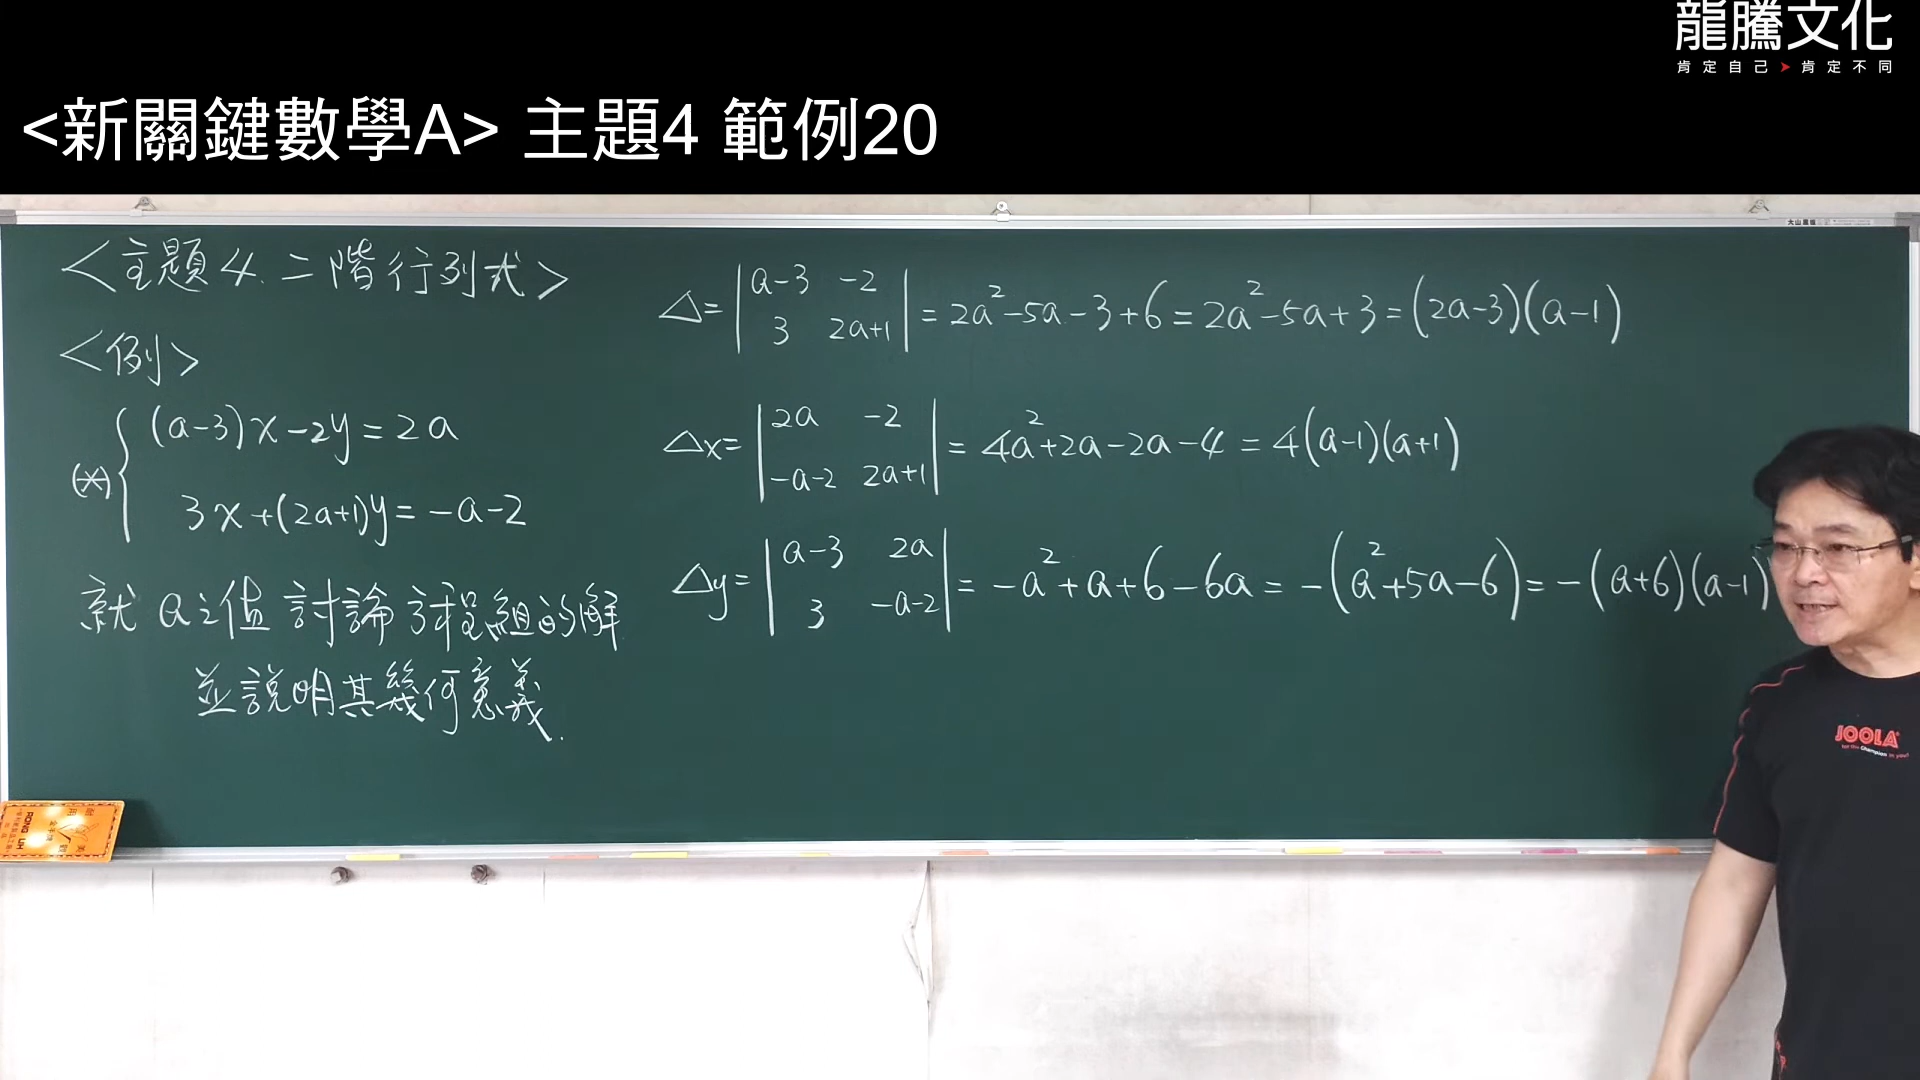 龍騰文化
肯定自己➤肯定不同
<新關鍵數學A> 主題4 範例20
<主題4.二階行列式>
<例>
(※) { (a-3)x-2y=2a
3x+(2a+1)y=-a-2
就a之值討論方程組的解
並說明其幾何意義.
△= | a-3 -2 |
| 3 2a+1 | = 2a²-5a-3+6=2a²-5a+3=(2a-3)(a-1)
△x= | 2a -2 |
| -a-2 2a+1 | = 4a²+2a-2a-4=4(a-1)(a+1)
△y= | a-3 2a |
| 3 -a-2 | = -a²+a+6-6a=-(a²+5a-6)=-(a+6)(a-1)
JOOLA
RONG LIH